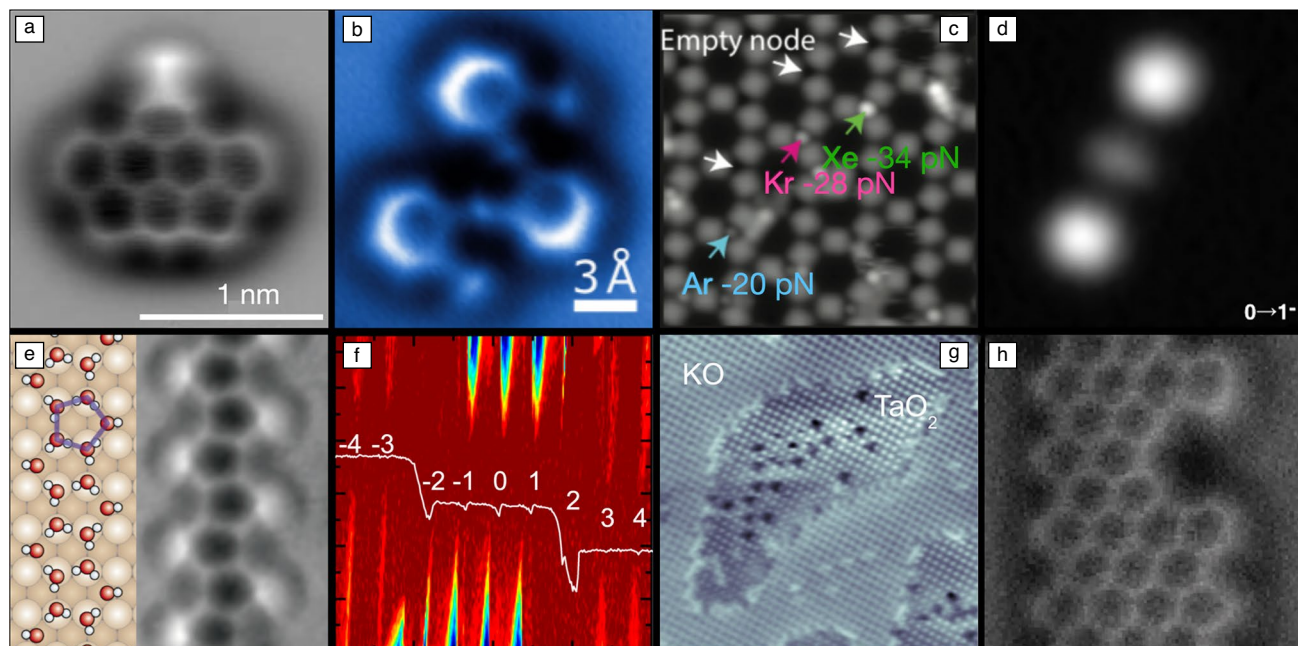 a
1 nm
b
3 Å
c
Empty node
Xe -34 pN
Kr -28 pN
Ar -20 pN
d
0→1⁻
e
f
-4 -3
-2 -1 0 1
2
3 4
g
KO
TaO₂
h